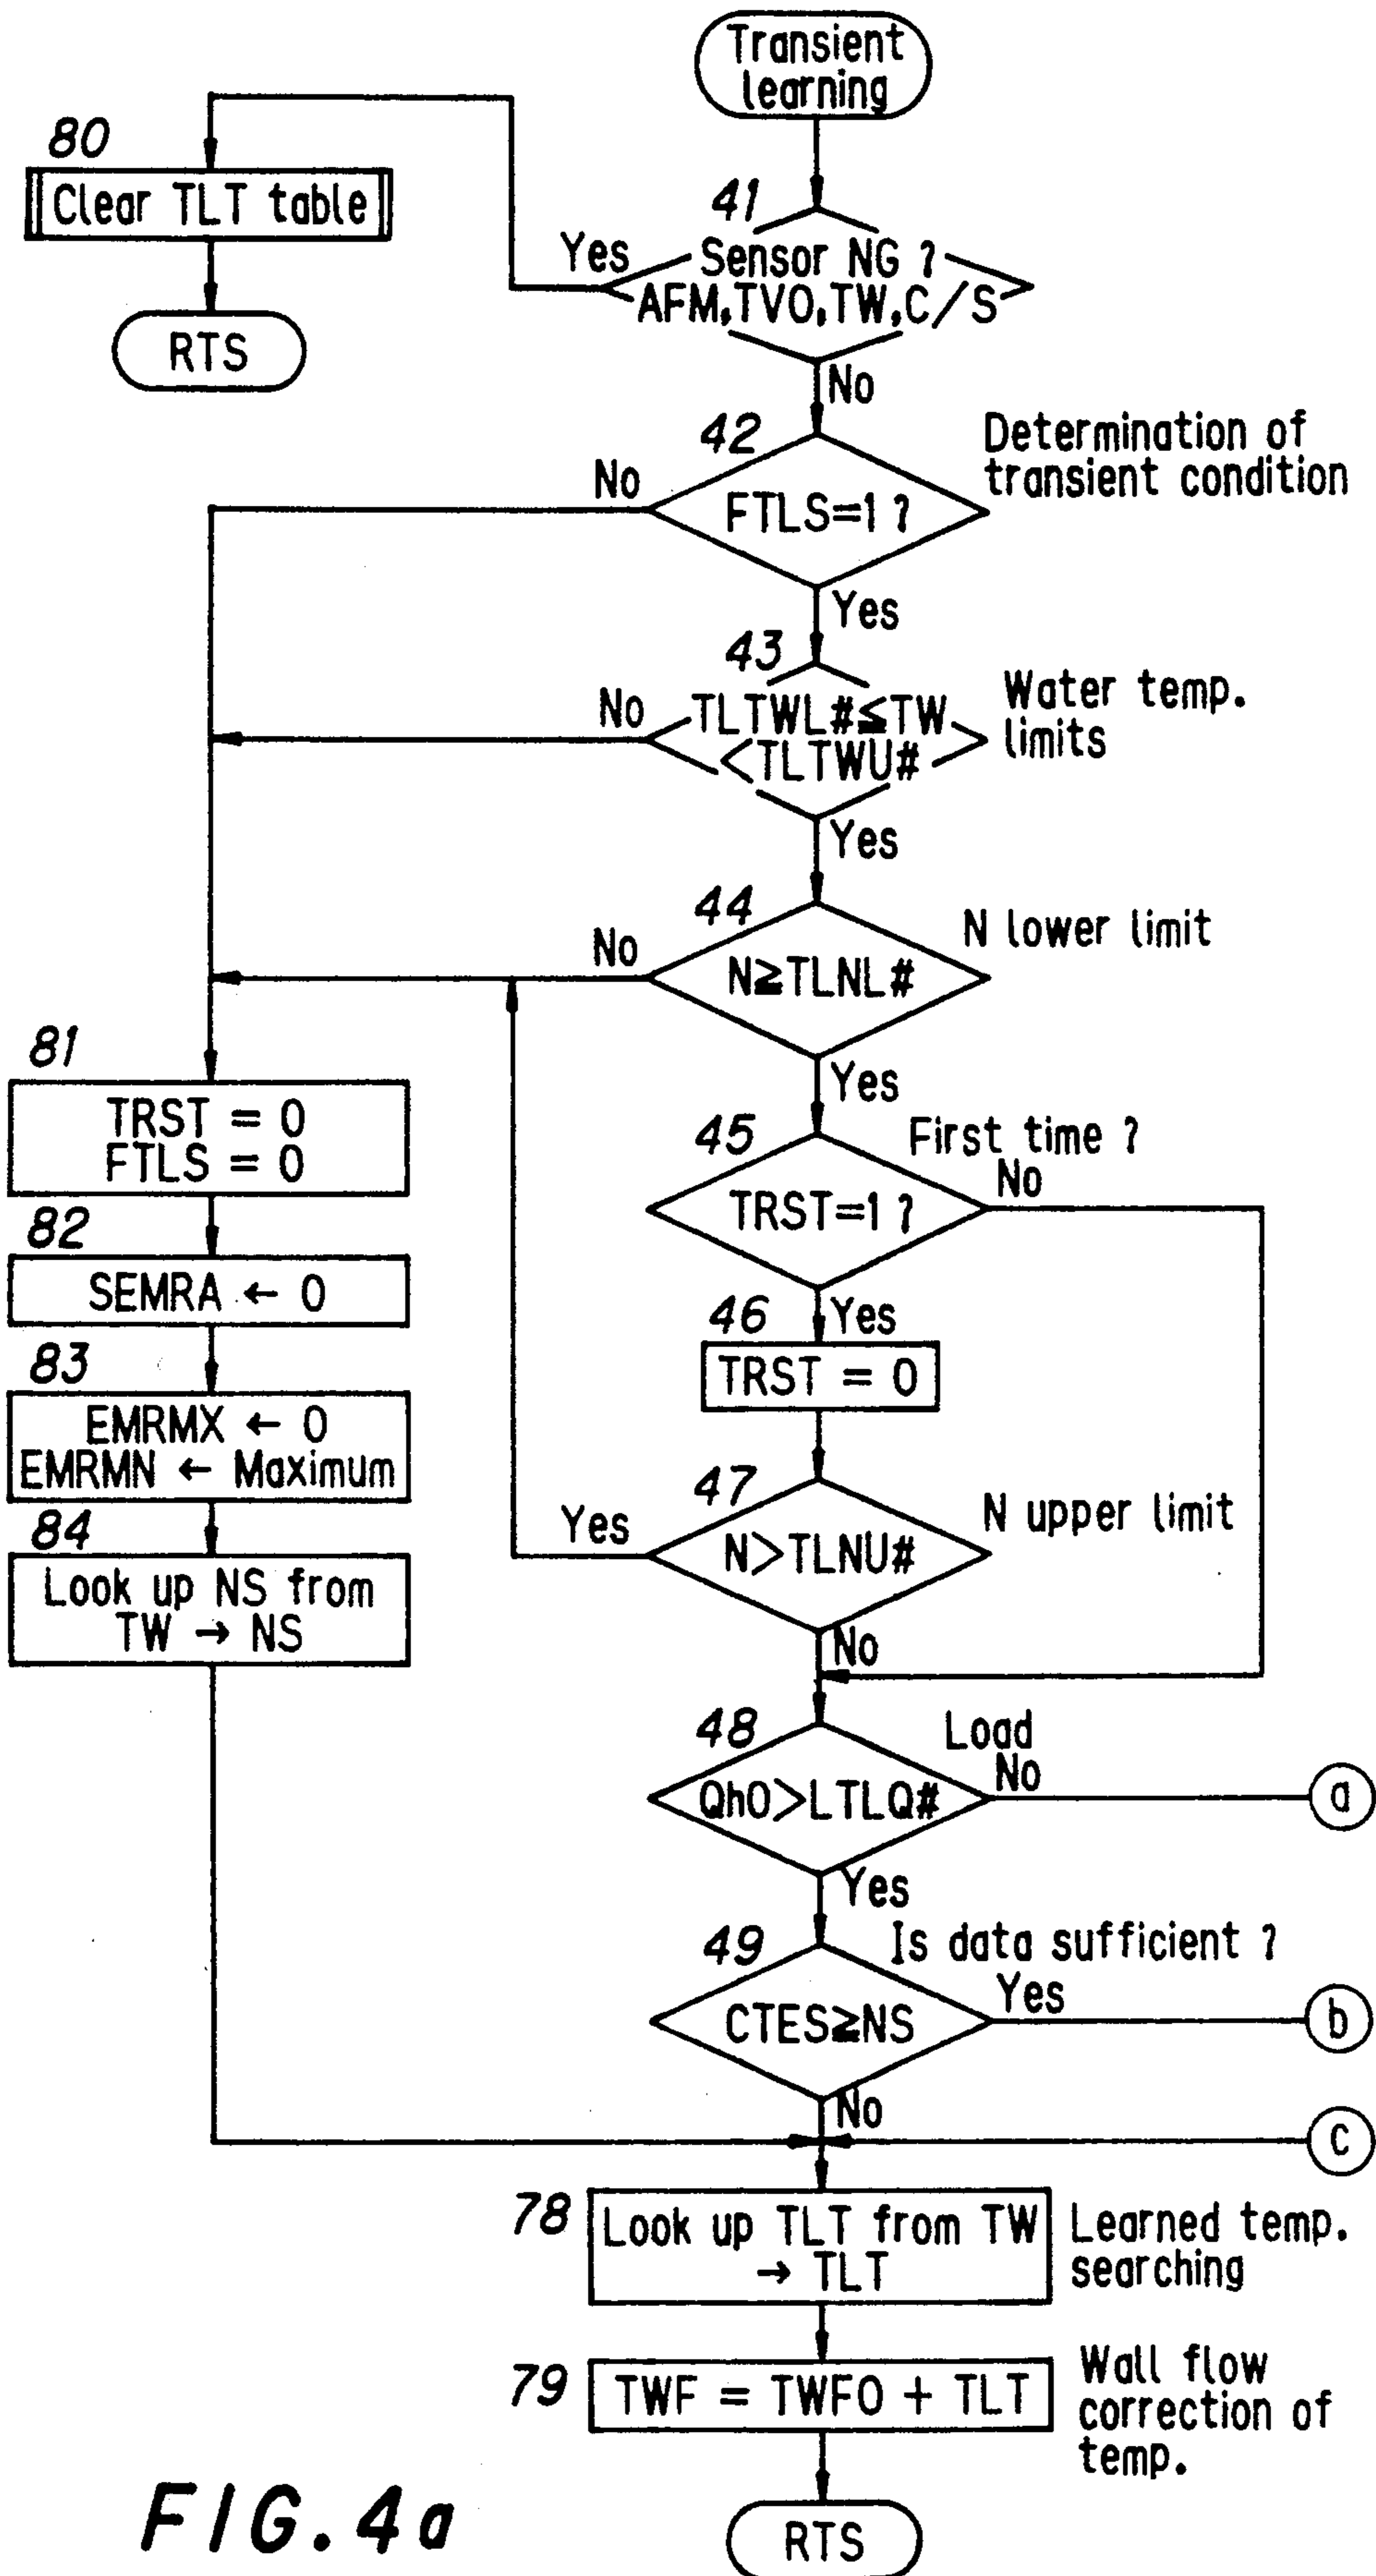 Transient
learning
80
Clear TLT table
RTS
41
Sensor NG ?
AFM,TVO,TW,C/S
Yes
No
42
FTLS=1 ?
Determination of
transient condition
No
Yes
43
TLTWL#≦TW
<TLTWU#
Water temp.
limits
No
Yes
44
N≧TLNL#
N lower limit
No
Yes
81
TRST = 0
FTLS = 0
45
First time ?
TRST=1 ?
No
Yes
82
SEMRA ← 0
46
TRST = 0
83
EMRMX ← 0
EMRMN ← Maximum
47
N>TLNU#
N upper limit
Yes
No
84
Look up NS from
TW → NS
48
Load
Qh0>LTLQ#
No
a
Yes
49
Is data sufficient ?
CTES≧NS
Yes
b
No
c
78
Look up TLT from TW
→ TLT
Learned temp.
searching
79
TWF = TWF0 + TLT
Wall flow
correction of
temp.
RTS
FIG. 4a